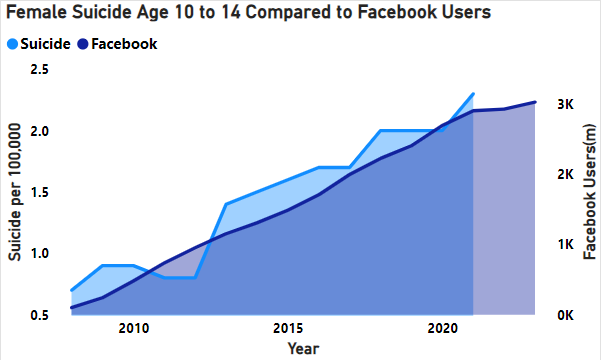 Female Suicide Age 10 to 14 Compared to Facebook Users
Suicide Facebook
2.5
2.0
1.5
1.0
0.5
Suicide per 100,000
3K
2K
1K
0K
Facebook Users(m)
2010 2015 2020
Year